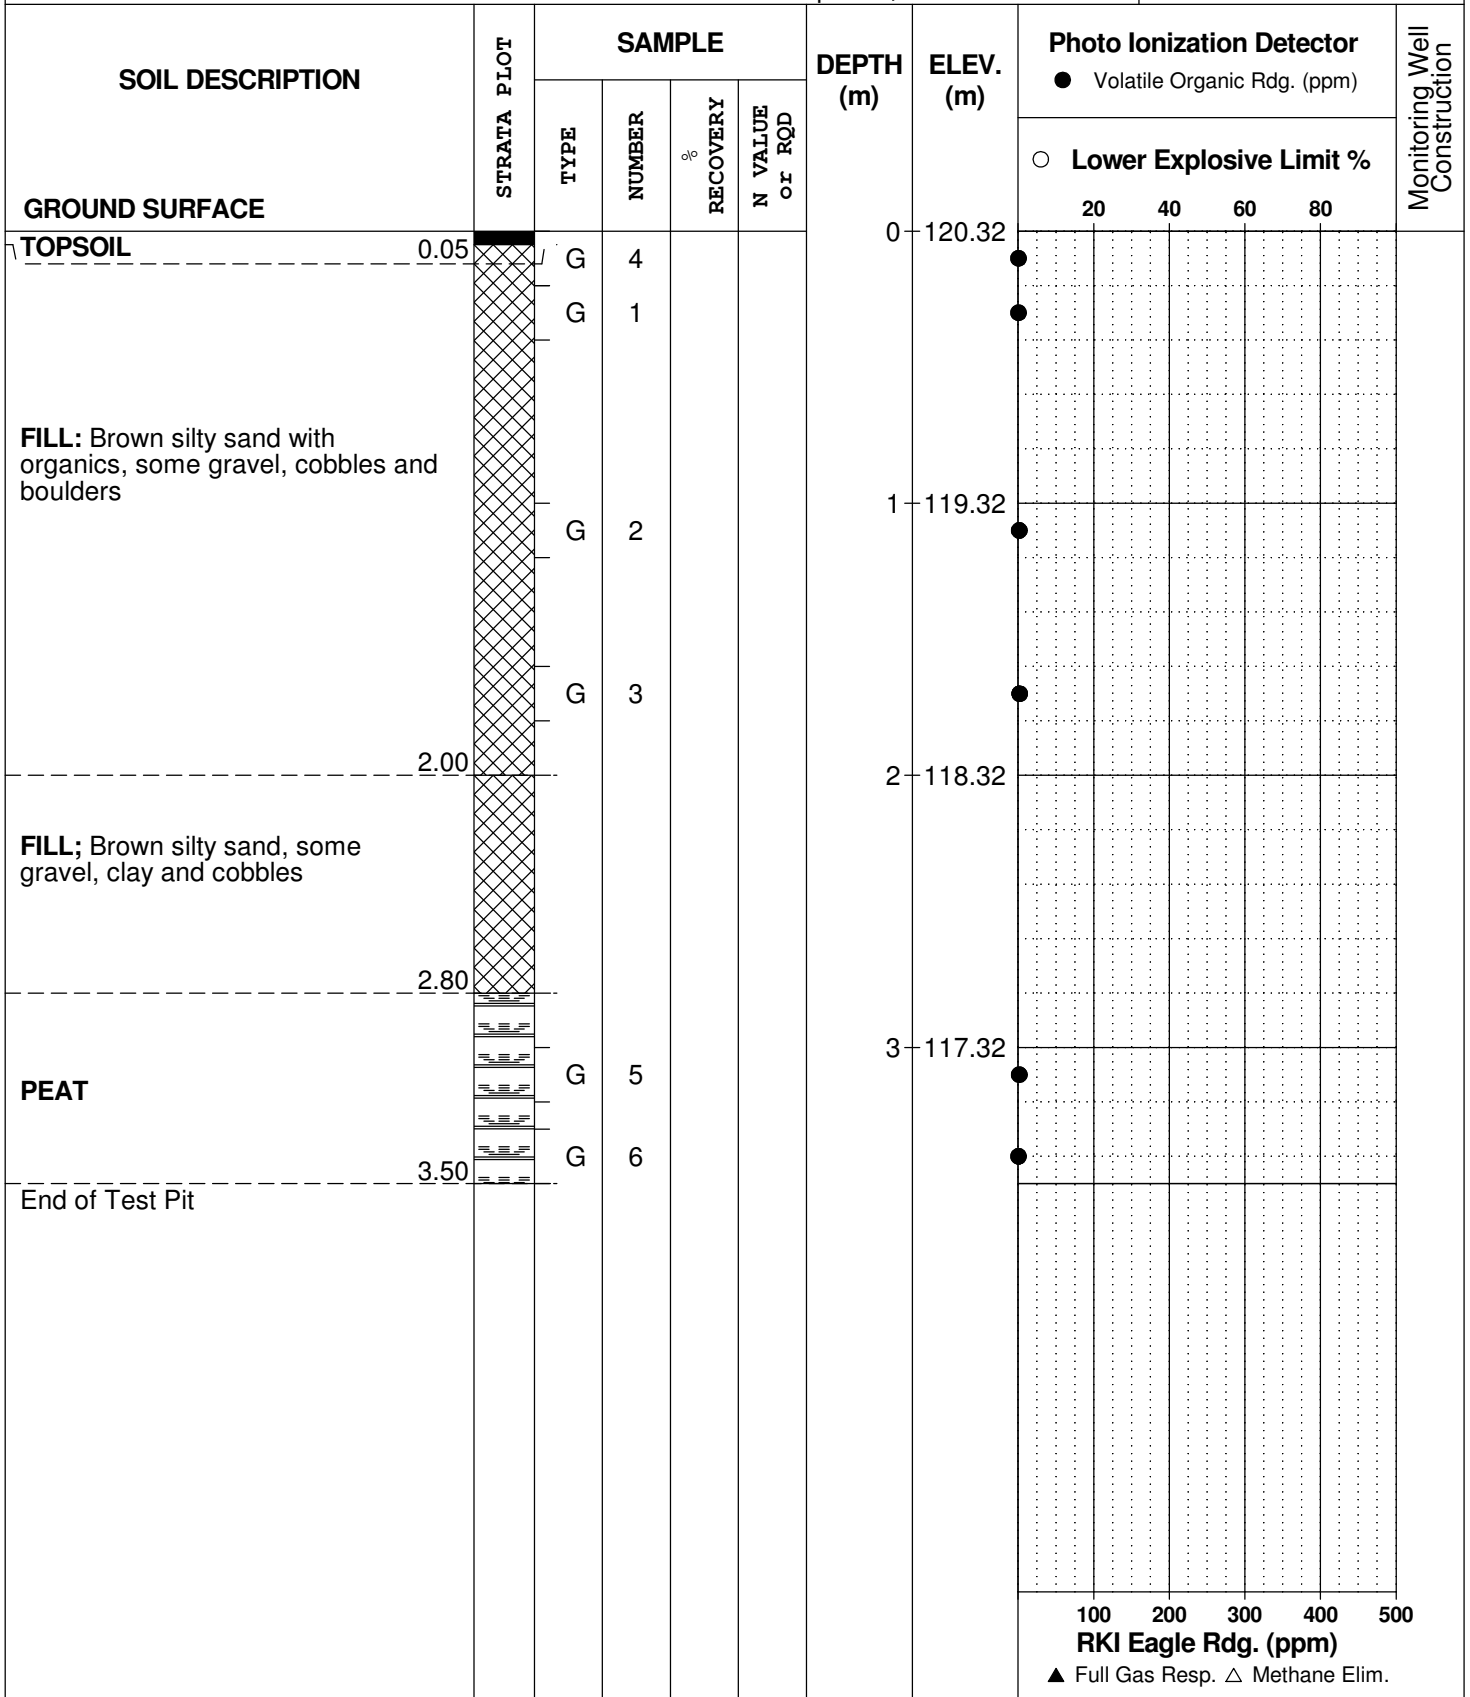 SOIL DESCRIPTION
GROUND SURFACE
STRATA PLOT
SAMPLE
TYPE
NUMBER
%
RECOVERY
N VALUE
or RQD
DEPTH
(m)
ELEV.
(m)
Photo Ionization Detector
● Volatile Organic Rdg. (ppm)
○ Lower Explosive Limit %
20 40 60 80
Monitoring Well
Construction
0 120.32
TOPSOIL 0.05
G 4
G 1
FILL: Brown silty sand with
organics, some gravel, cobbles and
boulders
1 119.32
G 2
G 3
2.00
2 118.32
FILL; Brown silty sand, some
gravel, clay and cobbles
2.80
3 117.32
G 5
PEAT
G 6
3.50
End of Test Pit
100 200 300 400 500
RKI Eagle Rdg. (ppm)
▲ Full Gas Resp. △ Methane Elim.